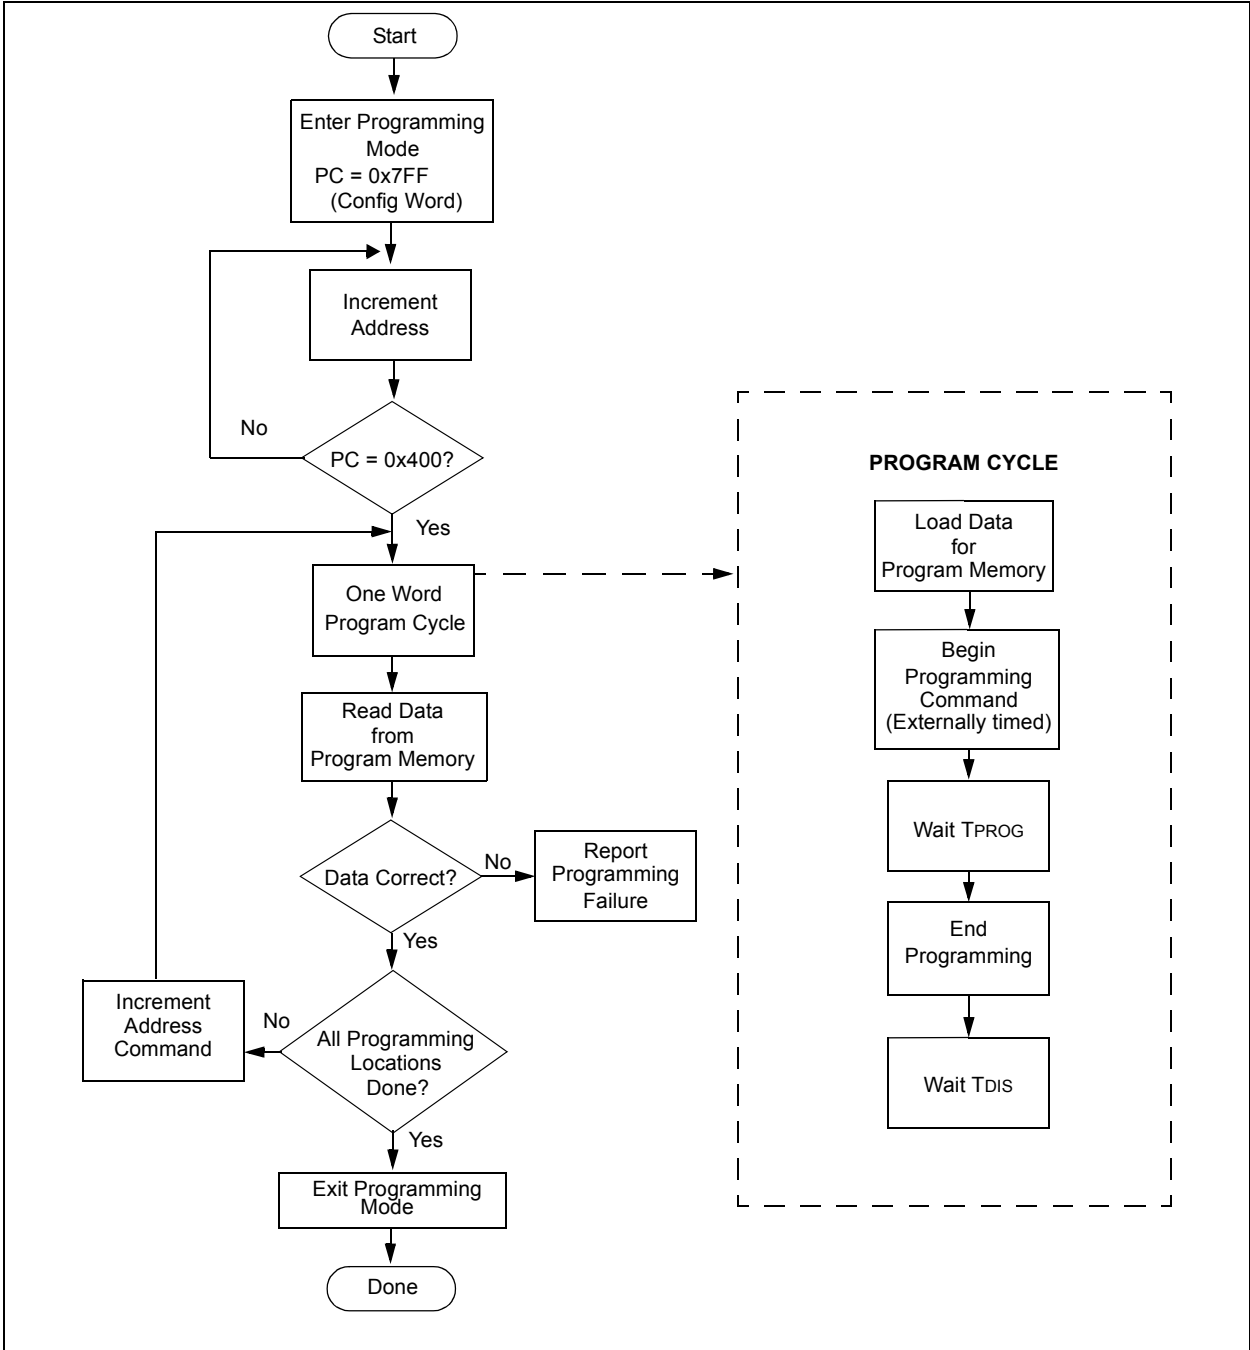 Start
Enter Programming
Mode
PC = 0x7FF
(Config Word)
Increment
Address
No
PC = 0x400?
Yes
One Word
Program Cycle
Read Data
from
Program Memory
Data Correct?
No
Report
Programming
Failure
Yes
All Programming
Locations
Done?
No
Increment
Address
Command
Yes
Exit Programming
Mode
Done
PROGRAM CYCLE
Load Data
for
Program Memory
Begin
Programming
Command
(Externally timed)
Wait TPROG
End
Programming
Wait TDIS